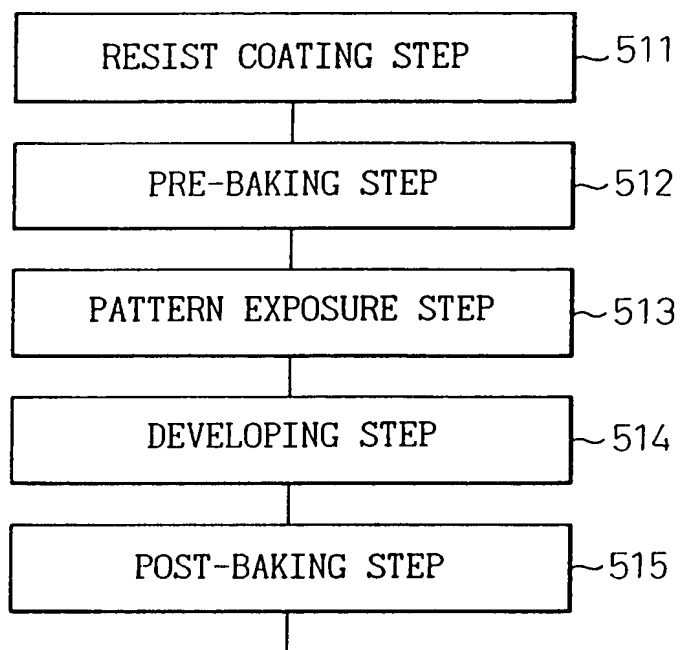 RESIST COATING STEP 511
PRE-BAKING STEP 512
PATTERN EXPOSURE STEP 513
DEVELOPING STEP 514
POST-BAKING STEP 515